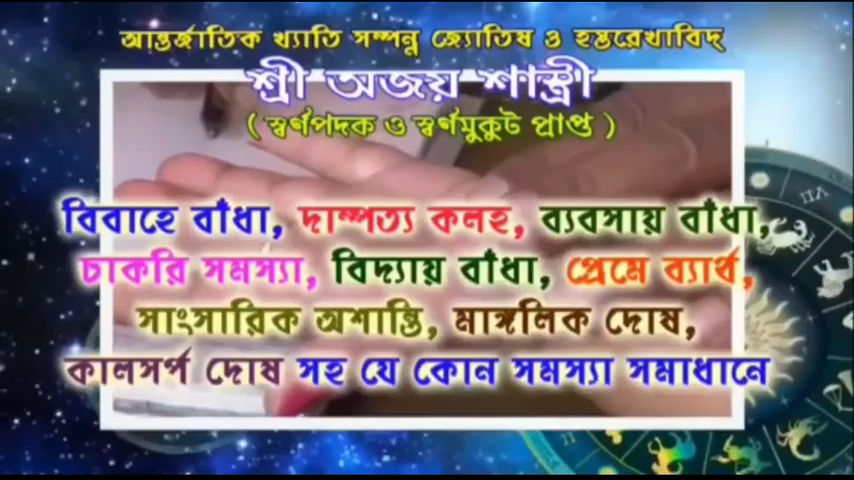 আন্তর্জাতিক খ্যাতি সম্পন্ন জ্যোতিষ ও হস্তরেখাবিদ্
শ্রী অজয় শাস্ত্রী
( স্বর্ণপদক ও স্বর্ণমুকুট প্রাপ্ত )
বিবাহে বাঁধা, দাম্পত্য কলহ, ব্যবসায় বাঁধা,
চাকরি সমস্যা, বিদ্যায় বাঁধা, প্রেমে ব্যার্থ,
সাংসারিক অশান্তি, মাঙ্গলিক দোষ,
কালসর্প দোষ সহ যে কোন সমস্যা সমাধানে